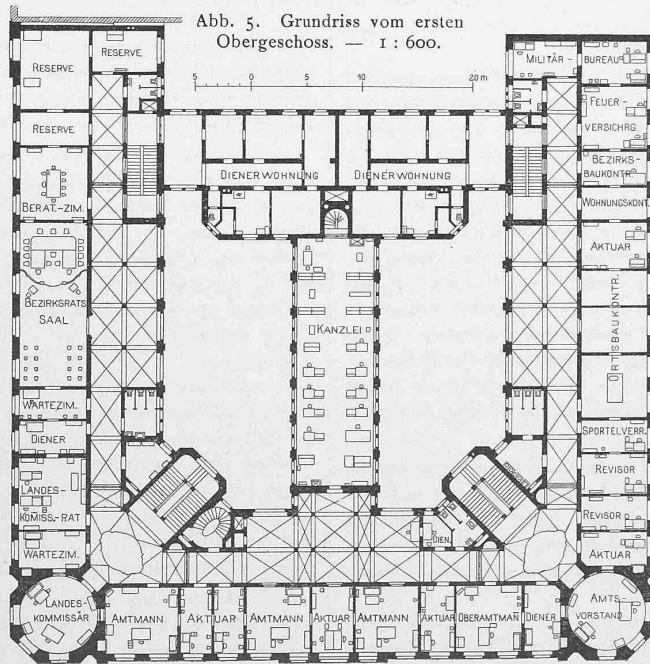 Abb. 5. Grundriss vom ersten
Obergeschoss. — 1 : 600.
5 0 5 10 20 m
RESERVE
RESERVE
RESERVE
BERAT.-ZIM.
BEZIRKSRATS
SAAL
WARTEZIM.
DIENER
LANDES-
KOMISS.-RAT
WARTEZIM.
LANDES-
KOMMISSÄR
DIENERWOHNUNG
DIENERWOHNUNG
KANZLEI
DIEN.
MILITÄR-
BUREAU
FEUER-
VERSICHRG.
BEZIRKS-
BAUKONTR.
WOHNUNGSKONT.
AKTUAR
ORTSBAUKONTR.
SPORTELVERR.
REVISOR
REVISOR
AKTUAR
AMTS-
VORSTAND
AMTMANN
AKTUAR
AMTMANN
AKTUAR
AMTMANN
AKTUAR
OBERAMTMAN
DIENER